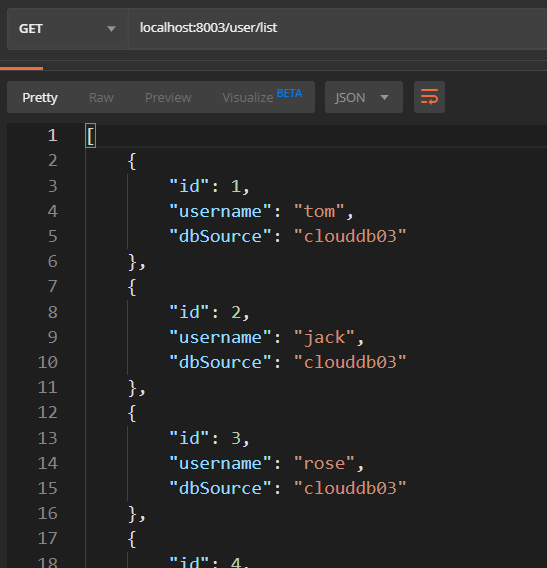 GET localhost:8003/user/list
Pretty Raw Preview Visualize BETA JSON
1 [
2 {
3 "id": 1,
4 "username": "tom",
5 "dbSource": "clouddb03"
6 },
7 {
8 "id": 2,
9 "username": "jack",
10 "dbSource": "clouddb03"
11 },
12 {
13 "id": 3,
14 "username": "rose",
15 "dbSource": "clouddb03"
16 },
17 {
18 "id": 4,